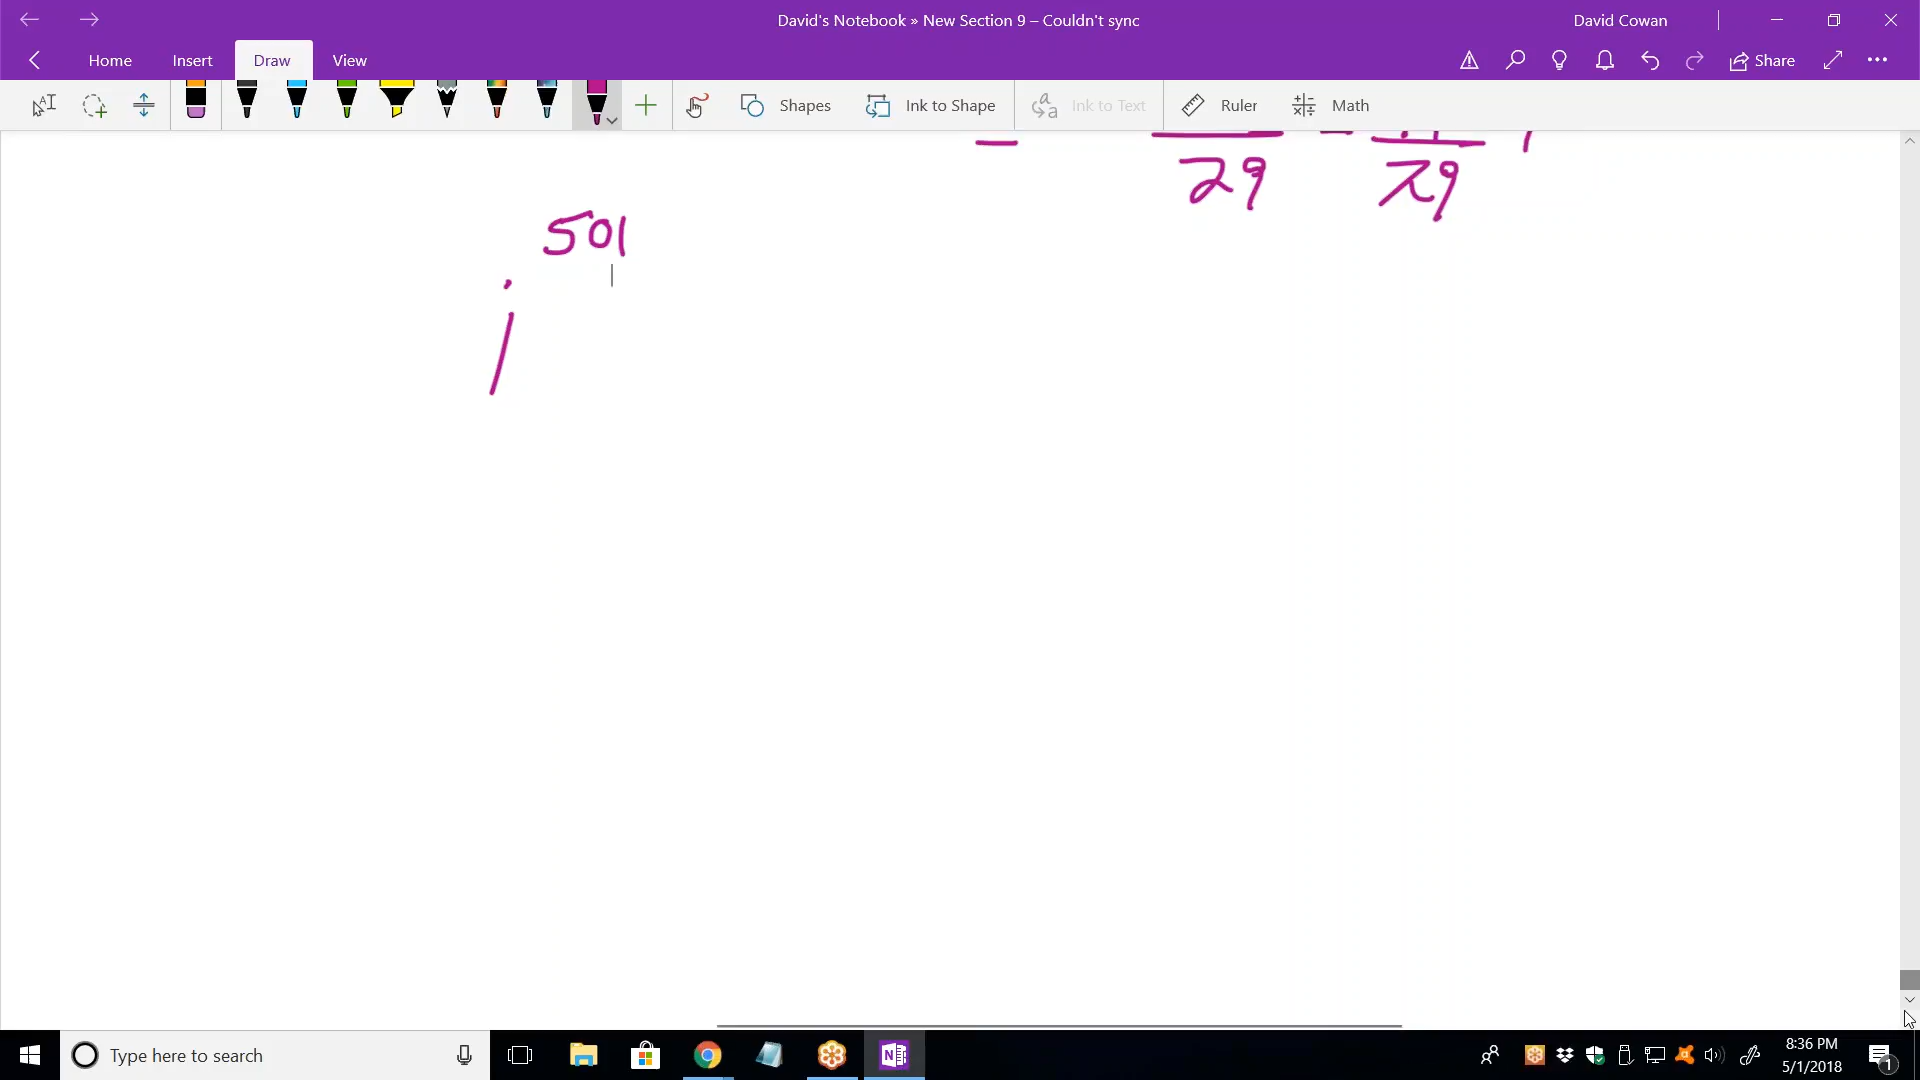 David's Notebook » New Section 9 – Couldn't sync
David Cowan
Home Insert Draw View
Share
Shapes Ink to Shape Ink to Text Ruler Math
29 29
i 501
Type here to search
8:36 PM
5/1/2018
1